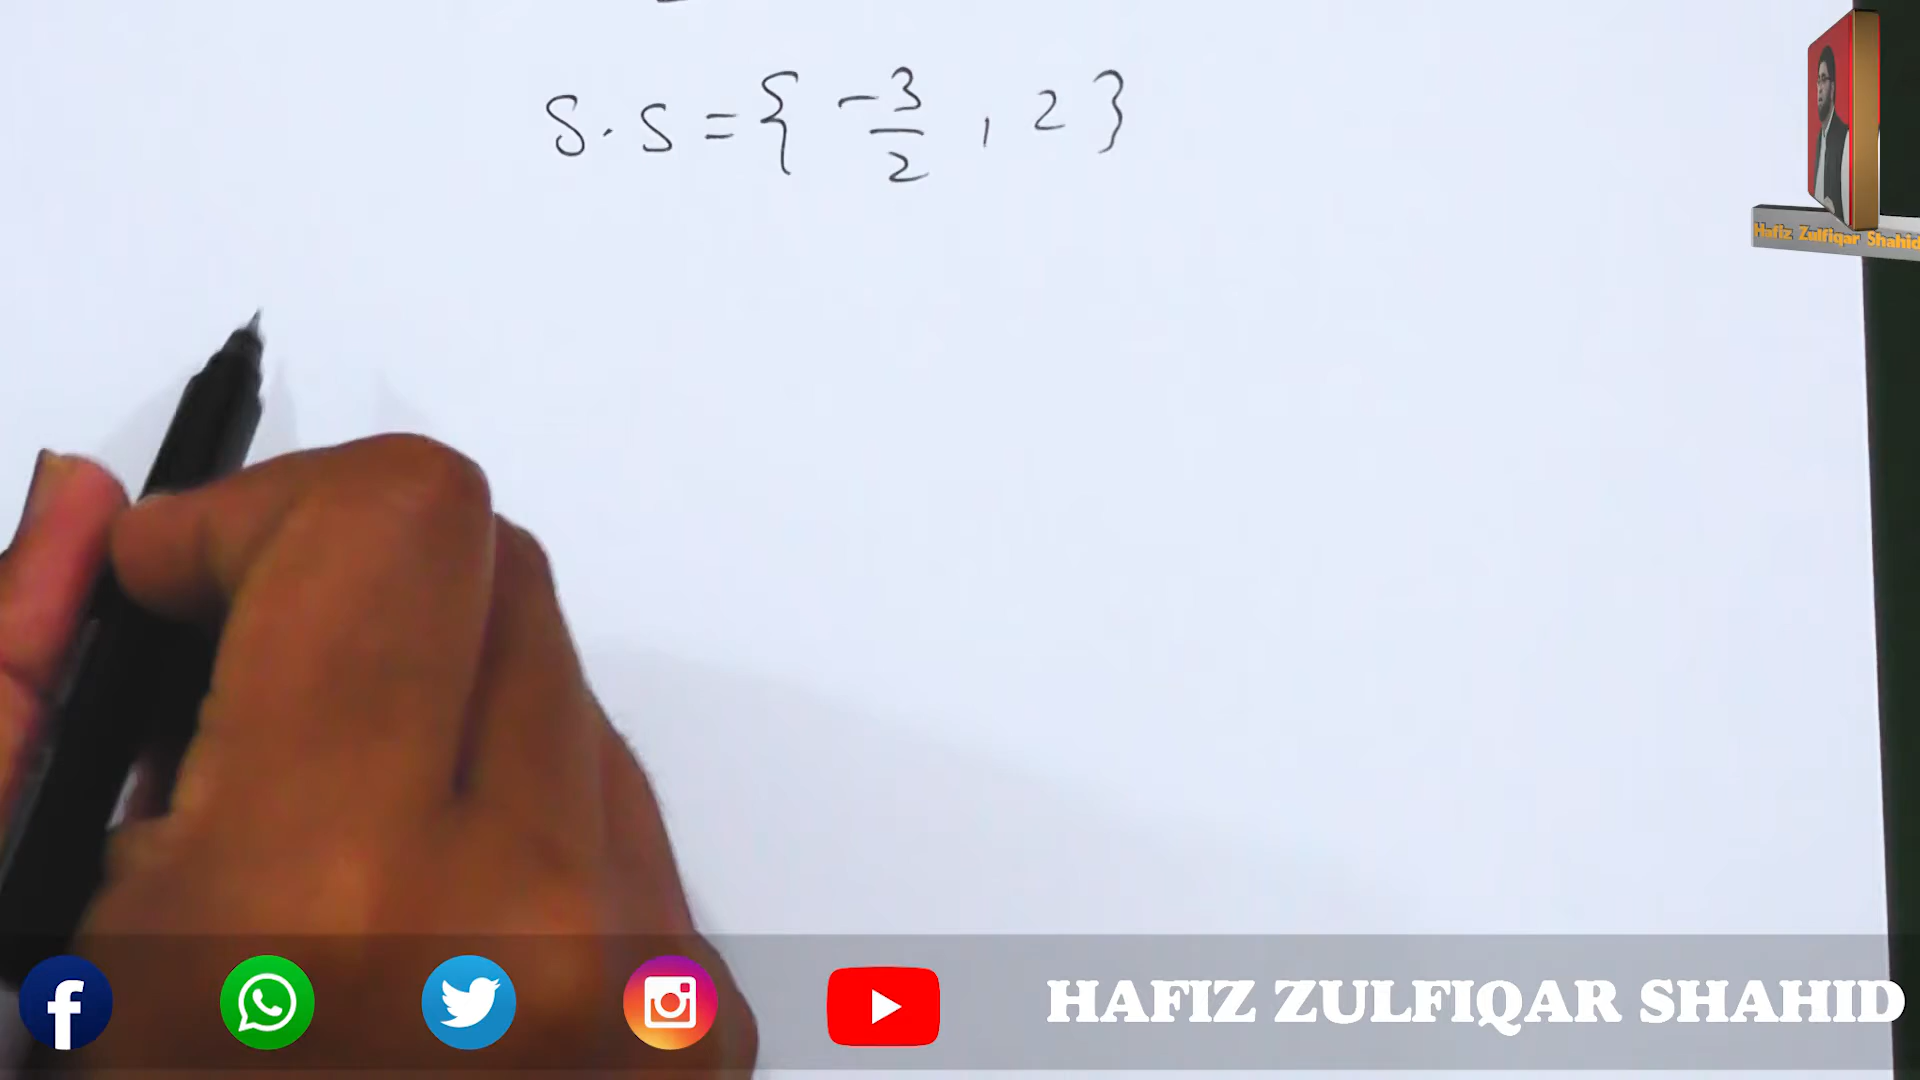 S.S = { -3/2 , 2 }
Hafiz Zulfiqar Shahid
HAFIZ ZULFIQAR SHAHID